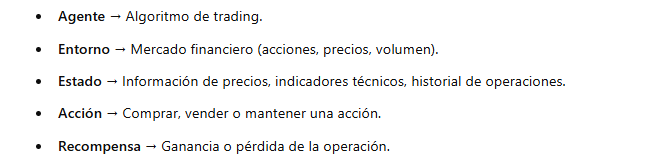 • Agente → Algoritmo de trading.
• Entorno → Mercado financiero (acciones, precios, volumen).
• Estado → Información de precios, indicadores técnicos, historial de operaciones.
• Acción → Comprar, vender o mantener una acción.
• Recompensa → Ganancia o pérdida de la operación.